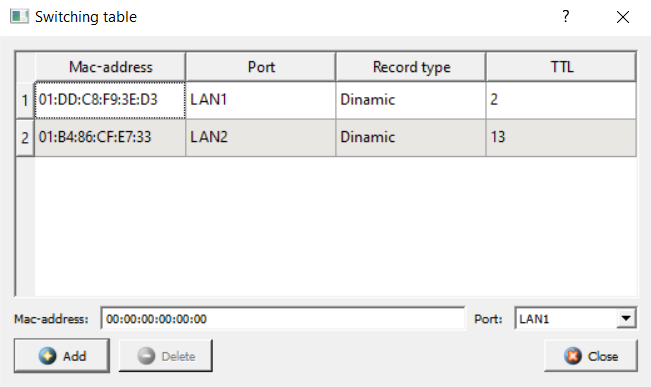 Switching table ?
Mac-address Port Record type TTL
1 01:DD:C8:F9:3E:D3 LAN1 Dinamic 2
2 01:B4:86:CF:E7:33 LAN2 Dinamic 13
Mac-address: 00:00:00:00:00:00 Port: LAN1
Add Delete Close